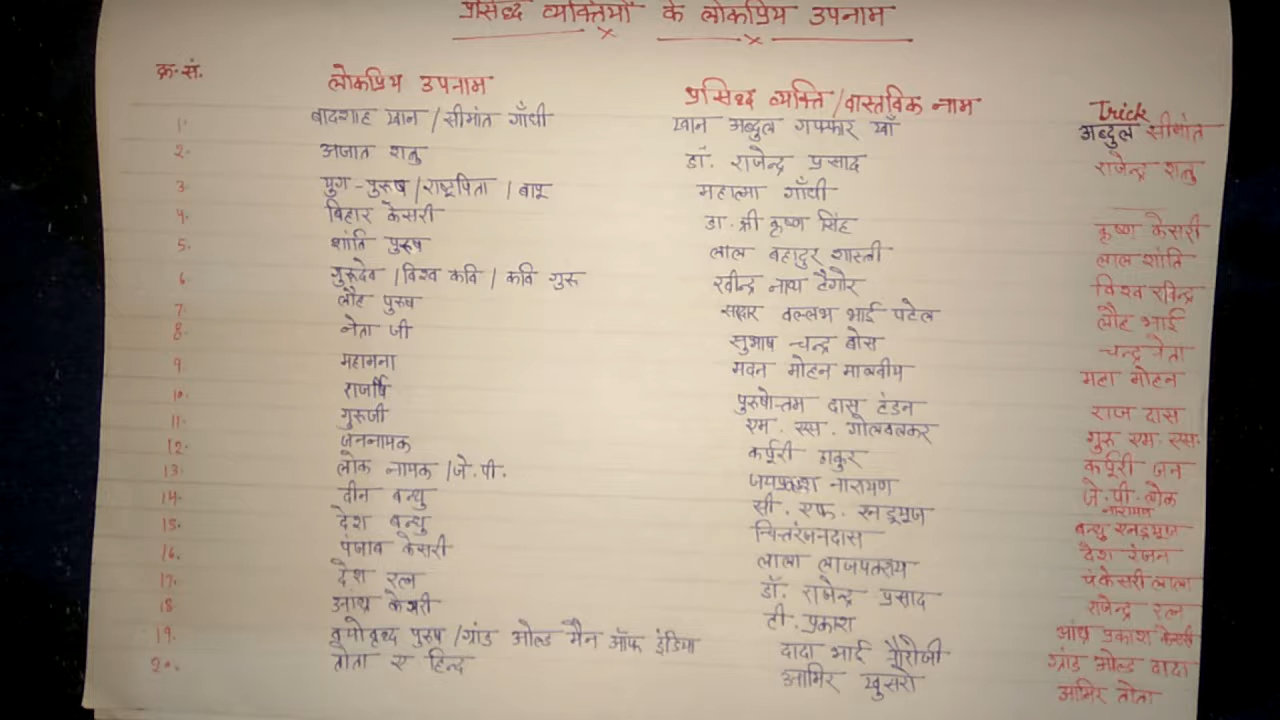 प्रसिध्द व्यक्तियों के लोकप्रिय उपनाम
क्र.सं. लोकप्रिय उपनाम प्रसिध्द व्यक्ति/वास्तविक नाम Trick
1. बादशाह खान/सीमांत गाँधी खान अब्दुल गफ्फार खाँ अब्दुल सीमांत
2. अजात शत्रु डॉ. राजेन्द्र प्रसाद राजेन्द्र शत्रु
3. युग-पुरुष/राष्ट्रपिता/बापू महात्मा गाँधी
4. बिहार केसरी डा. श्री कृष्ण सिंह कृष्ण केसरी
5. शांति पुरुष लाल बहादुर शास्त्री लाल शांति
6. गुरुदेव/विश्व कवि/कवि गुरु रवीन्द्र नाथ टैगोर विश्व रविन्द्र
7. लौह पुरुष सरदार वल्लभ भाई पटेल लौह भाई
8. नेता जी सुभाष चन्द्र बोस चन्द्र नेता
9. महामना मदन मोहन मालवीय महा मोहन
10. राजर्षि पुरुषोत्तम दास टंडन राज दास
11. गुरुजी एम. एस. गोलवलकर गुरु एम. एस.
12. जननायक कर्पूरी ठाकुर कर्पूरी जन
13. लोक नायक/जे.पी. जयप्रकाश नारायण जे.पी. लोक नारायण
14. दीन बन्धु सी. एफ. एनड्रूयूज बन्धु एनड्रूयूज
15. देश बन्धु चित्तरंजनदास देश रंजन
16. पंजाब केसरी लाला लाजपतराय पंकेसरी लाला
17. देश रत्न डॉ. राजेन्द्र प्रसाद राजेन्द्र रत्न
18. आंध्र केसरी टी. प्रकाश आंध्र प्रकाश केसरी
19. वयोवृध्द पुरुष/ग्रांड ओल्ड मैन ऑफ इंडिया दादा भाई नौरोजी ग्रांड ओल्ड दादा
20. तोता ए हिन्द आमिर खुसरो आमिर तोता